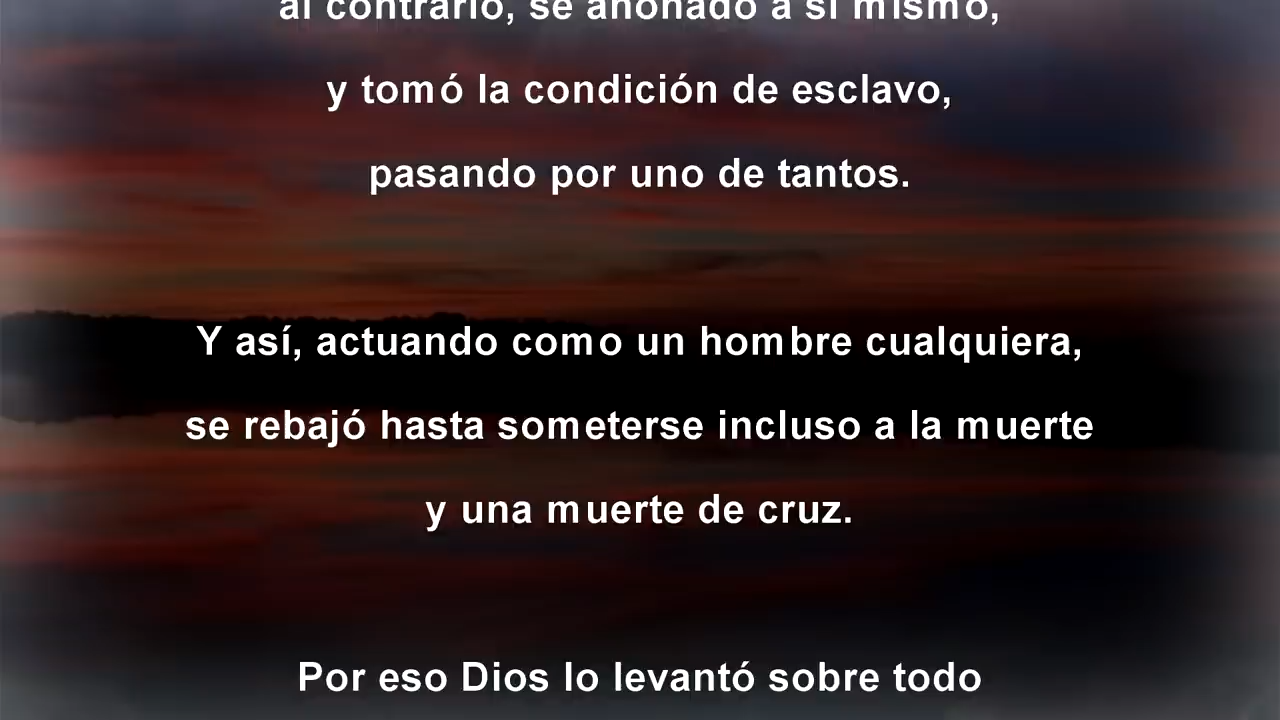 al contrario, se anonadó a sí mismo,
y tomó la condición de esclavo,
pasando por uno de tantos.
Y así, actuando como un hombre cualquiera,
se rebajó hasta someterse incluso a la muerte
y una muerte de cruz.
Por eso Dios lo levantó sobre todo